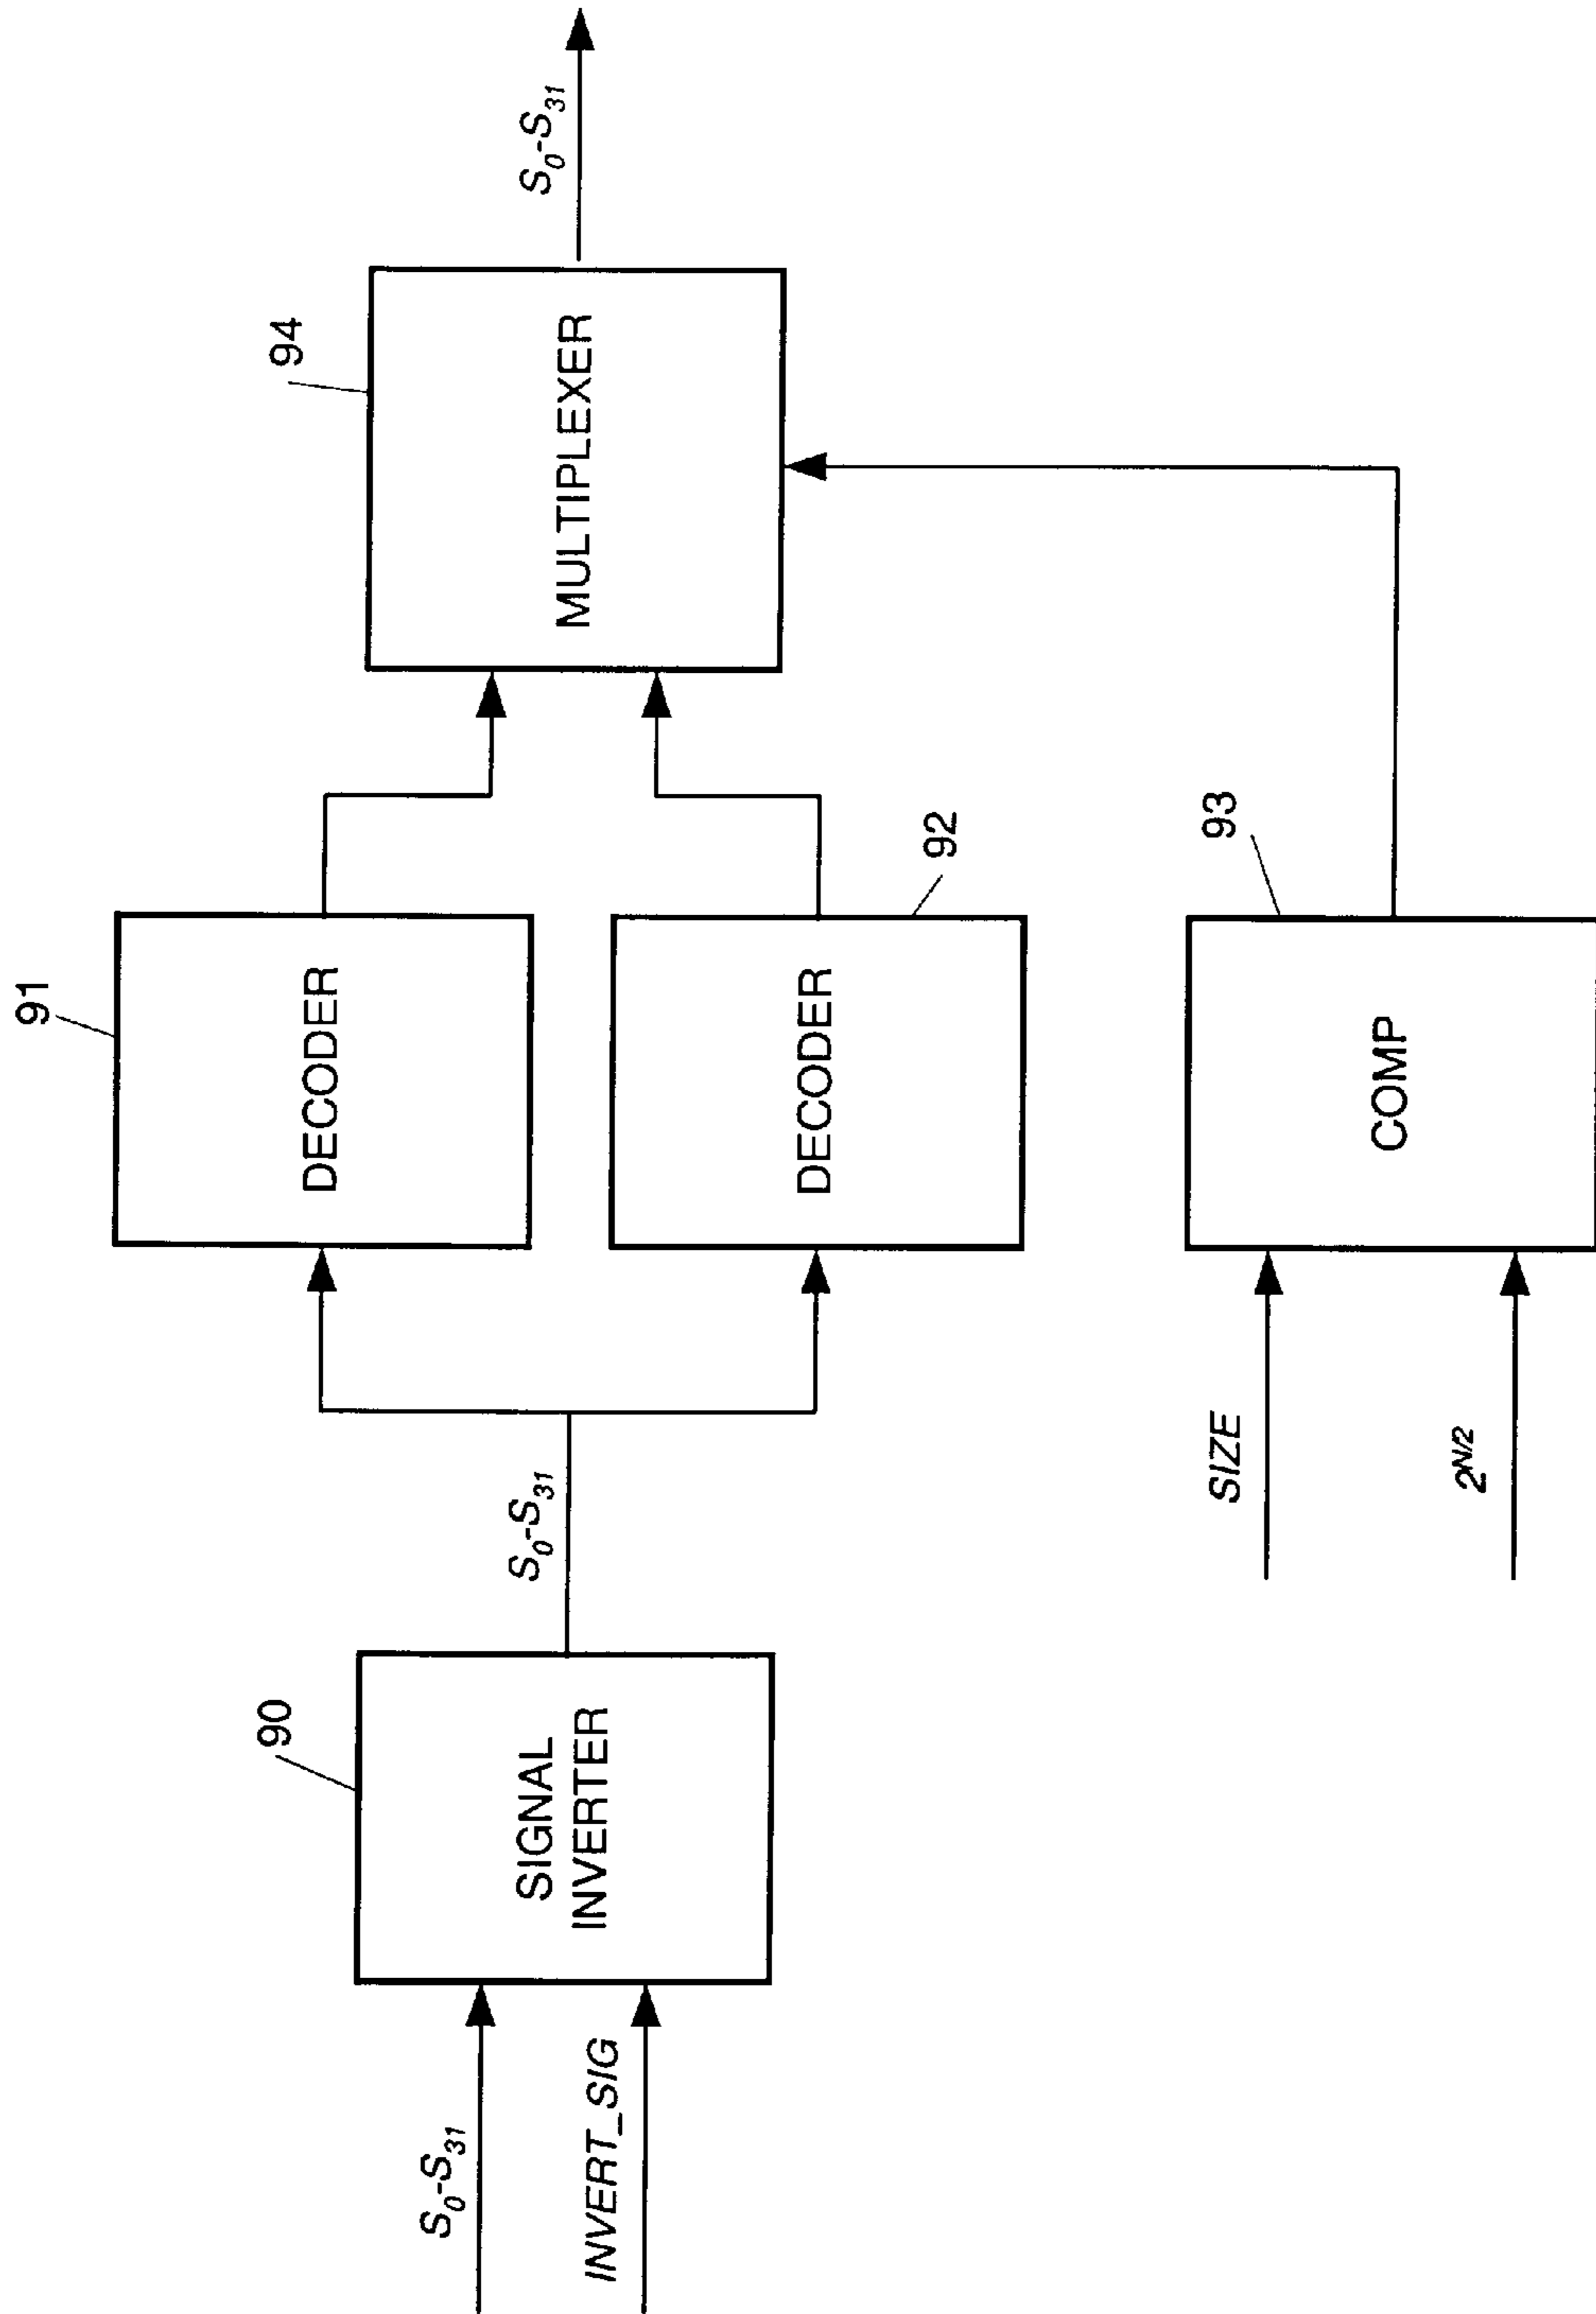 S0-S31
INVERT_SIG
90
SIGNAL
INVERTER
S0-S31
91
DECODER
92
DECODER
SIZE
2^N/2
93
COMP
94
MULTIPLEXER
S0-S31